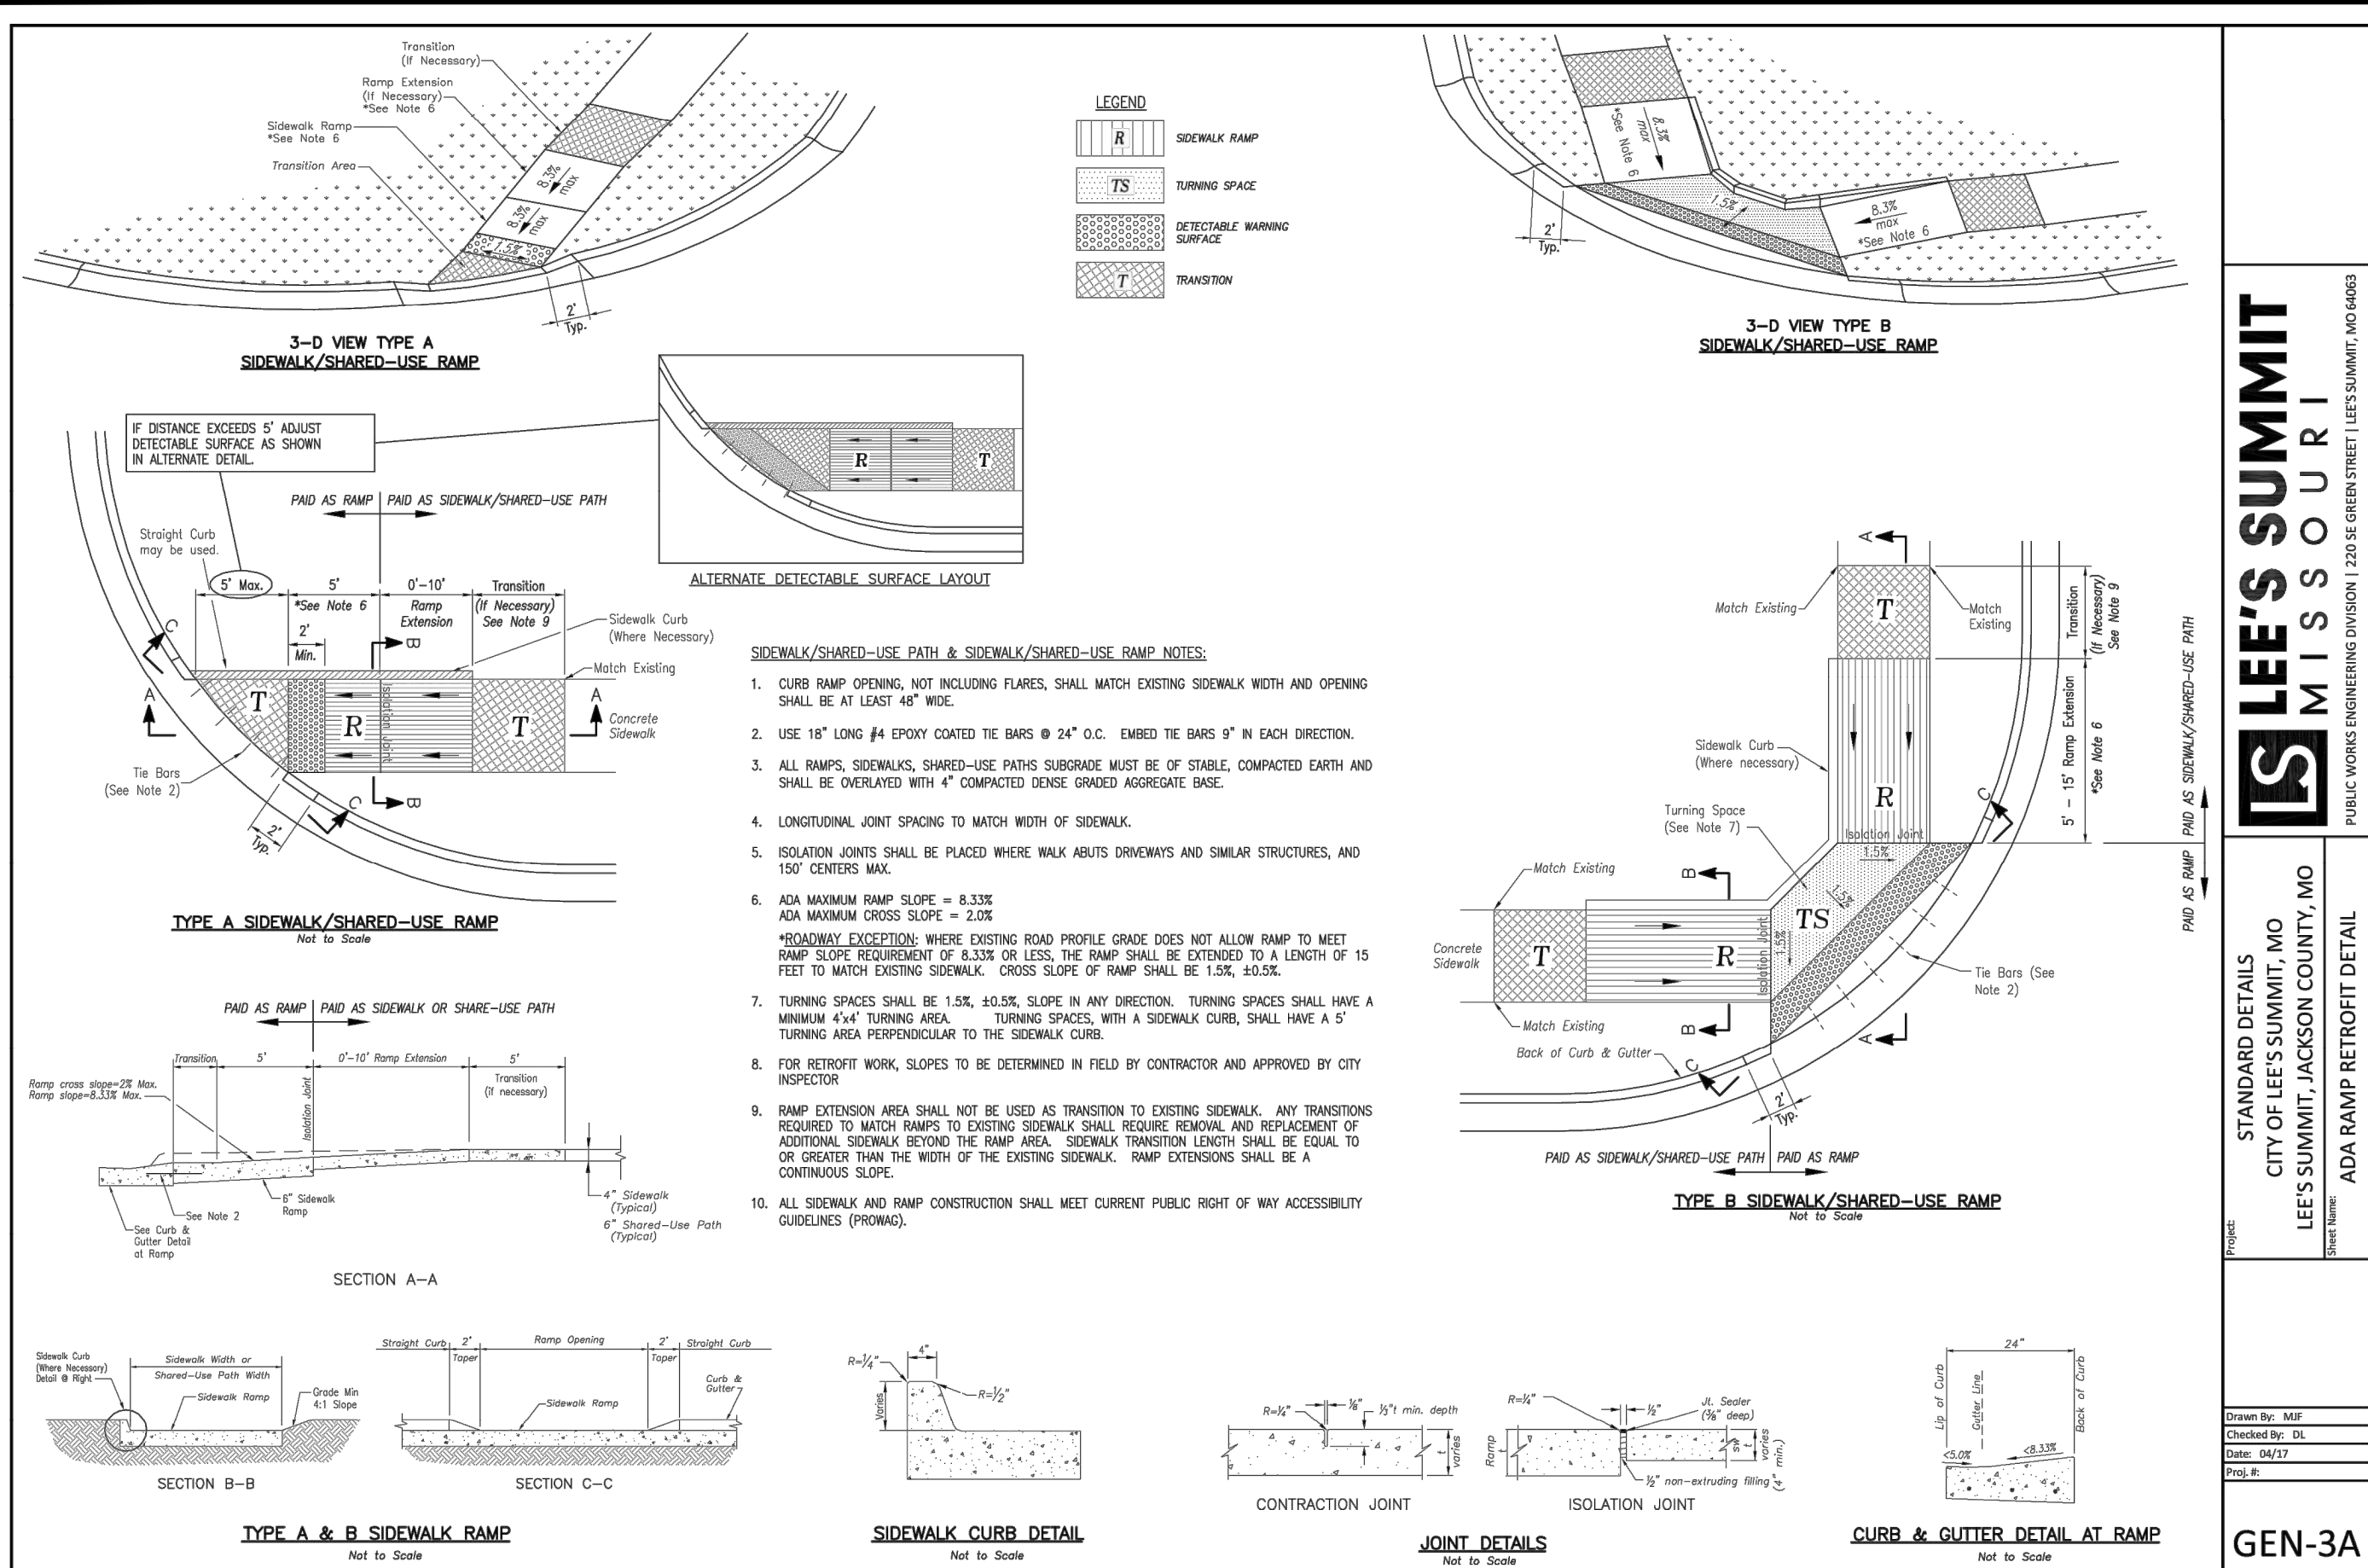 Transition
(If Necessary)
Ramp Extension
(If Necessary)
*See Note 6
Sidewalk Ramp
*See Note 6
Transition Area
8.3%
max
8.3%
max
1.5%
2'
Typ.
3-D VIEW TYPE A
SIDEWALK/SHARED-USE RAMP
LEGEND
R
SIDEWALK RAMP
TS
TURNING SPACE
DETECTABLE WARNING
SURFACE
T
TRANSITION
*See Note 6
8.3%
max
1.5%
8.3%
max
*See Note 6
2'
Typ.
3-D VIEW TYPE B
SIDEWALK/SHARED-USE RAMP
IF DISTANCE EXCEEDS 5' ADJUST
DETECTABLE SURFACE AS SHOWN
IN ALTERNATE DETAIL.
R
T
ALTERNATE DETECTABLE SURFACE LAYOUT
PAID AS RAMP
PAID AS SIDEWALK/SHARED-USE PATH
Straight Curb
may be used.
5' Max.
5'
*See Note 6
0'-10'
Ramp
Extension
Transition
(If Necessary)
See Note 9
2'
Min.
B
Sidewalk Curb
(Where Necessary)
Match Existing
C
A
T
R
Isolation Joint
T
A
Concrete
Sidewalk
Tie Bars
(See Note 2)
C
B
2'
Typ.
TYPE A SIDEWALK/SHARED-USE RAMP
Not to Scale
SIDEWALK/SHARED-USE PATH & SIDEWALK/SHARED-USE RAMP NOTES:
1. CURB RAMP OPENING, NOT INCLUDING FLARES, SHALL MATCH EXISTING SIDEWALK WIDTH AND OPENING
SHALL BE AT LEAST 48" WIDE.
2. USE 18" LONG #4 EPOXY COATED TIE BARS @ 24" O.C. EMBED TIE BARS 9" IN EACH DIRECTION.
3. ALL RAMPS, SIDEWALKS, SHARED-USE PATHS SUBGRADE MUST BE OF STABLE, COMPACTED EARTH AND
SHALL BE OVERLAYED WITH 4" COMPACTED DENSE GRADED AGGREGATE BASE.
4. LONGITUDINAL JOINT SPACING TO MATCH WIDTH OF SIDEWALK.
5. ISOLATION JOINTS SHALL BE PLACED WHERE WALK ABUTS DRIVEWAYS AND SIMILAR STRUCTURES, AND
150' CENTERS MAX.
6. ADA MAXIMUM RAMP SLOPE = 8.33%
ADA MAXIMUM CROSS SLOPE = 2.0%
*ROADWAY EXCEPTION: WHERE EXISTING ROAD PROFILE GRADE DOES NOT ALLOW RAMP TO MEET
RAMP SLOPE REQUIREMENT OF 8.33% OR LESS, THE RAMP SHALL BE EXTENDED TO A LENGTH OF 15
FEET TO MATCH EXISTING SIDEWALK. CROSS SLOPE OF RAMP SHALL BE 1.5%, ±0.5%.
7. TURNING SPACES SHALL BE 1.5%, ±0.5%, SLOPE IN ANY DIRECTION. TURNING SPACES SHALL HAVE A
MINIMUM 4'x4' TURNING AREA. TURNING SPACES, WITH A SIDEWALK CURB, SHALL HAVE A 5'
TURNING AREA PERPENDICULAR TO THE SIDEWALK CURB.
8. FOR RETROFIT WORK, SLOPES TO BE DETERMINED IN FIELD BY CONTRACTOR AND APPROVED BY CITY
INSPECTOR
9. RAMP EXTENSION AREA SHALL NOT BE USED AS TRANSITION TO EXISTING SIDEWALK. ANY TRANSITIONS
REQUIRED TO MATCH RAMPS TO EXISTING SIDEWALK SHALL REQUIRE REMOVAL AND REPLACEMENT OF
ADDITIONAL SIDEWALK BEYOND THE RAMP AREA. SIDEWALK TRANSITION LENGTH SHALL BE EQUAL TO
OR GREATER THAN THE WIDTH OF THE EXISTING SIDEWALK. RAMP EXTENSIONS SHALL BE A
CONTINUOUS SLOPE.
10. ALL SIDEWALK AND RAMP CONSTRUCTION SHALL MEET CURRENT PUBLIC RIGHT OF WAY ACCESSIBILITY
GUIDELINES (PROWAG).
A
Match Existing
T
Match
Existing
Transition
(If Necessary)
See Note 9
Sidewalk Curb
(Where necessary)
R
5' - 15' Ramp Extension
*See Note 6
PAID AS SIDEWALK/SHARED-USE PATH
PAID AS RAMP
Turning Space
(See Note 7)
Isolation Joint
1.5%
C
1.5%
Match Existing
B
TS
Concrete
Sidewalk
T
R
Isolation Joint
1.5%
Tie Bars (See
Note 2)
Match Existing
B
A
Back of Curb & Gutter
C
2'
Typ.
PAID AS SIDEWALK/SHARED-USE PATH
PAID AS RAMP
TYPE B SIDEWALK/SHARED-USE RAMP
Not to Scale
PAID AS RAMP
PAID AS SIDEWALK OR SHARE-USE PATH
Transition
5'
0'-10' Ramp Extension
5'
Transition
(if necessary)
Ramp cross slope=2% Max.
Ramp slope=8.33% Max.
Isolation Joint
6" Sidewalk
Ramp
See Note 2
See Curb &
Gutter Detail
at Ramp
4" Sidewalk
(Typical)
6" Shared-Use Path
(Typical)
SECTION A-A
Sidewalk Curb
(Where Necessary)
Detail @ Right
Sidewalk Width or
Shared-Use Path Width
Sidewalk Ramp
Grade Min
4:1 Slope
SECTION B-B
Straight Curb
2'
Taper
Ramp Opening
2'
Taper
Straight Curb
Sidewalk Ramp
Curb &
Gutter
SECTION C-C
TYPE A & B SIDEWALK RAMP
Not to Scale
4"
R=1/4"
R=1/2"
Varies
SIDEWALK CURB DETAIL
Not to Scale
R=1/4"
1/8"
1/3"t min. depth
t
varies
CONTRACTION JOINT
R=1/4"
1/2"
Jt. Sealer
(3/8" deep)
Ramp
t
SW
t
varies
(4" min.)
1/2" non-extruding filling
ISOLATION JOINT
JOINT DETAILS
Not to Scale
24"
Lip of Curb
Gutter Line
Back of Curb
<5.0%
<8.33%
CURB & GUTTER DETAIL AT RAMP
Not to Scale
LS
LEE'S SUMMIT
MISSOURI
PUBLIC WORKS ENGINEERING DIVISION | 220 SE GREEN STREET | LEE'S SUMMIT, MO 64063
Project:
STANDARD DETAILS
CITY OF LEE'S SUMMIT, MO
LEE'S SUMMIT, JACKSON COUNTY, MO
Sheet Name:
ADA RAMP RETROFIT DETAIL
Drawn By: MJF
Checked By: DL
Date: 04/17
Proj. #:
GEN-3A